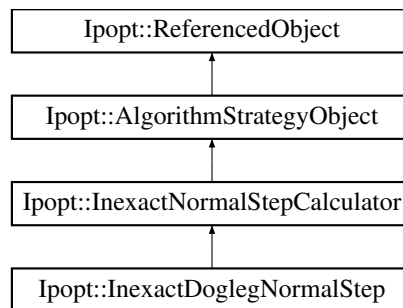 Ipopt::ReferencedObject
Ipopt::AlgorithmStrategyObject
Ipopt::InexactNormalStepCalculator
Ipopt::InexactDoglegNormalStep